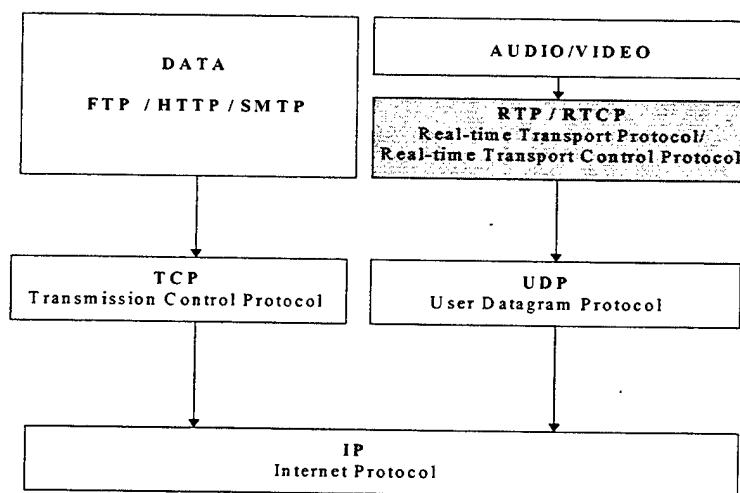 DATA
FTP / HTTP / SMTP
AUDIO/VIDEO
RTP / RTCP
Real-time Transport Protocol/
Real-time Transport Control Protocol
TCP
Transmission Control Protocol
UDP
User Datagram Protocol
IP
Internet Protocol